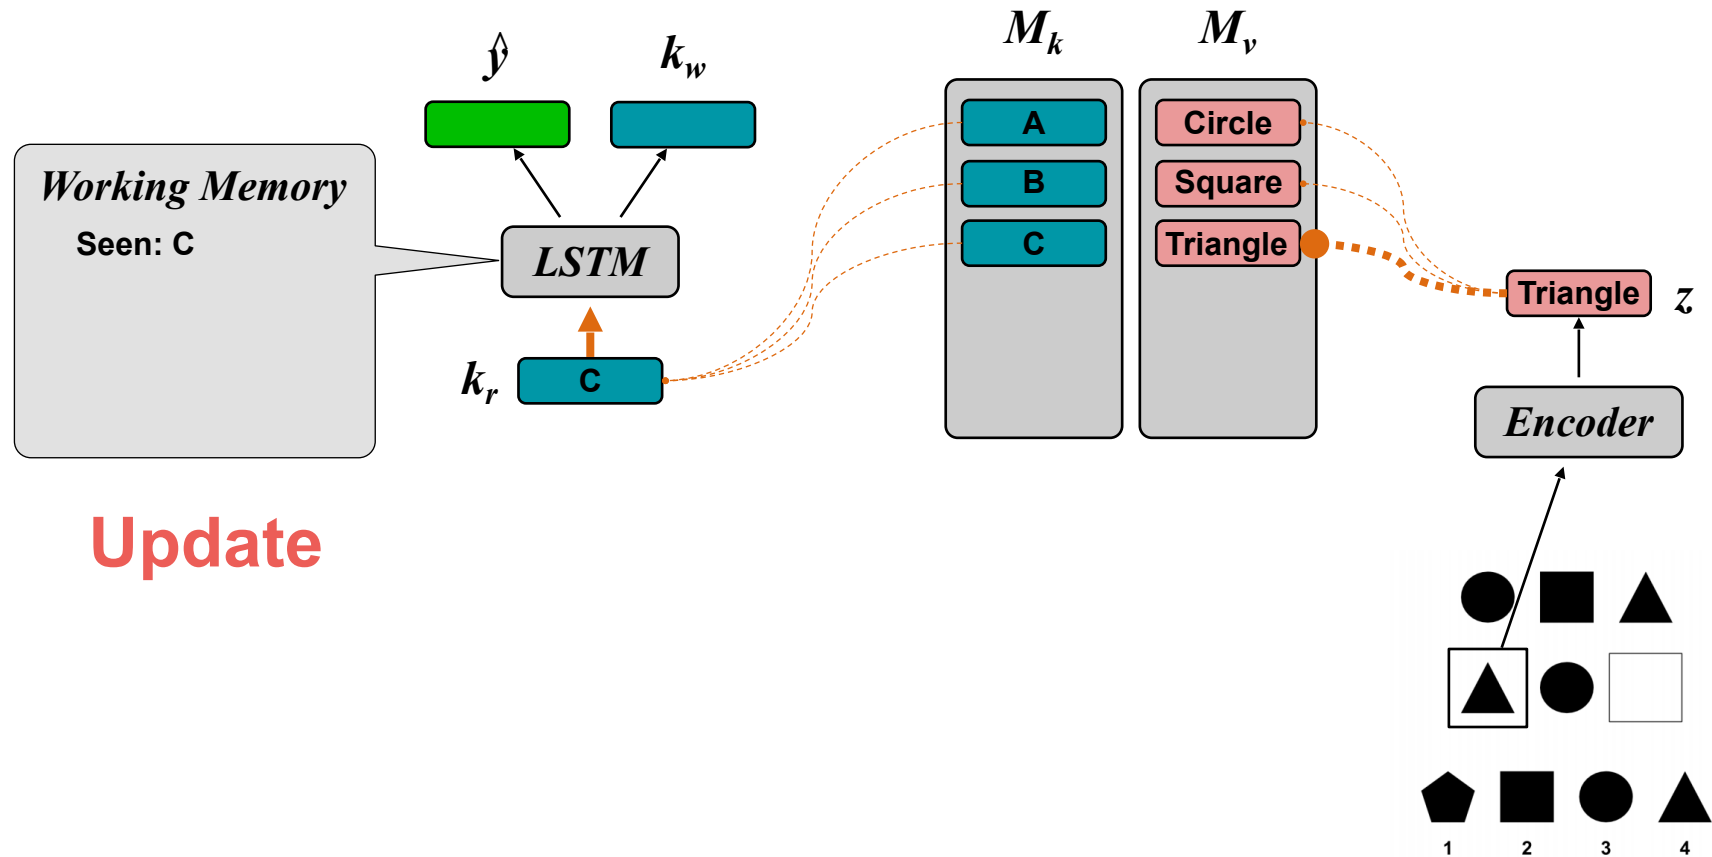 ŷ
k_w
M_k
M_v
Working Memory
Seen: C
LSTM
k_r
C
A
B
C
Circle
Square
Triangle
Triangle
z
Encoder
Update
1 2 3 4